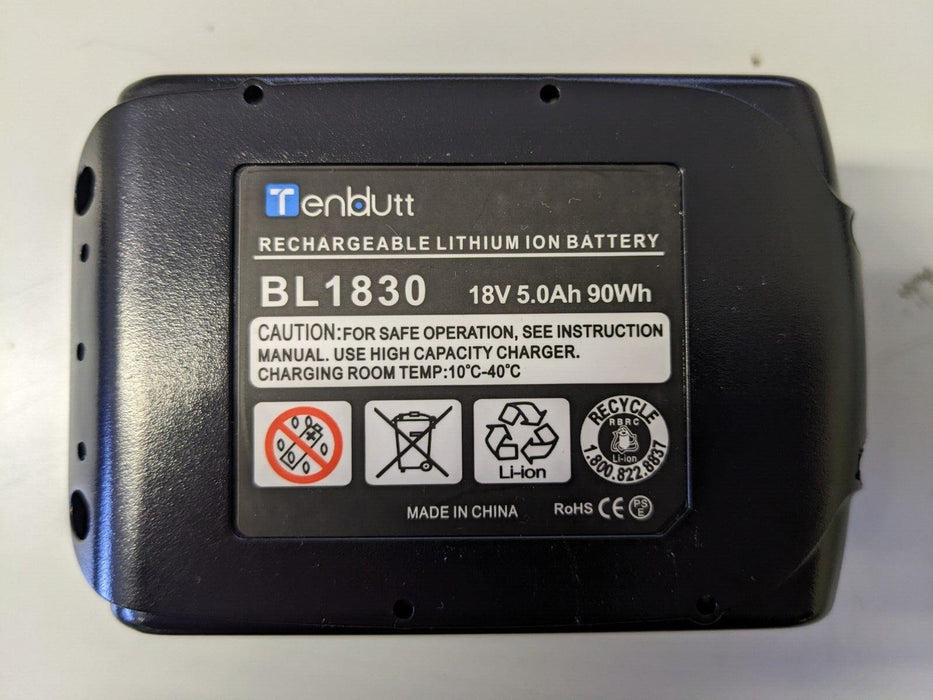 Tenbutt
RECHARGEABLE LITHIUM ION BATTERY
BL1830 18V 5.0Ah 90Wh
CAUTION:FOR SAFE OPERATION, SEE INSTRUCTION
MANUAL. USE HIGH CAPACITY CHARGER.
CHARGING ROOM TEMP:10°C-40°C
Li-ion
RECYCLE
RBRC
Li-ion
1.800.822.8837
MADE IN CHINA RoHS CE PS
E